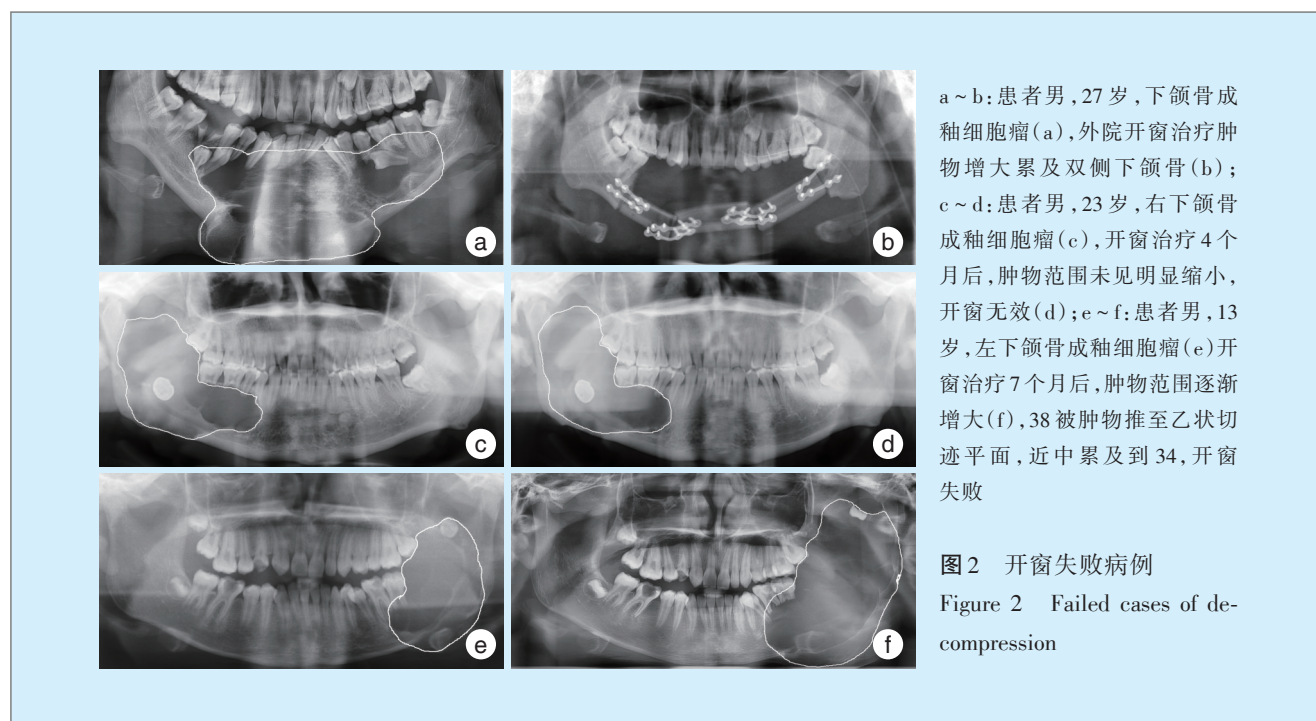 a
b
c
d
e
f
a~b:患者男,27岁,下颌骨成
釉细胞瘤(a),外院开窗治疗肿
物增大累及双侧下颌骨(b);
c~d:患者男,23岁,右下颌骨
成釉细胞瘤(c),开窗治疗4个
月后,肿物范围未见明显缩小,
开窗无效(d);e~f:患者男,13
岁,左下颌骨成釉细胞瘤(e)开
窗治疗7个月后,肿物范围逐渐
增大(f),38被肿物推至乙状切
迹平面,近中累及到34,开窗
失败
图2 开窗失败病例
Figure 2 Failed cases of de-
compression